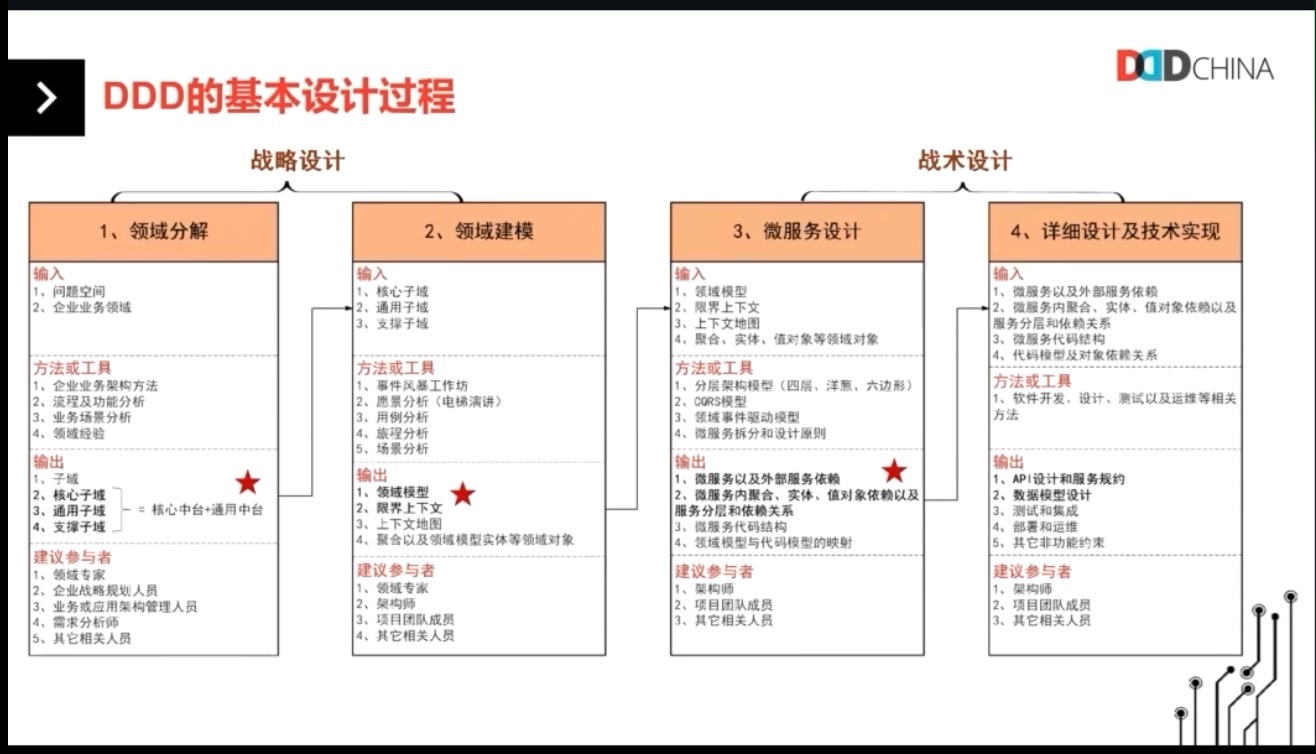 DDD的基本设计过程
DDDCHINA
战略设计
战术设计
1、领域分解
输入
1、问题空间
2、企业业务领域
方法或工具
1、企业业务架构方法
2、流程及功能分析
3、业务场景分析
4、领域经验
输出
1、子域
2、核心子域
3、通用子域
4、支撑子域
= 核心中台+通用中台
建议参与者
1、领域专家
2、企业战略规划人员
3、业务或应用架构管理人员
4、需求分析师
5、其它相关人员
2、领域建模
输入
1、核心子域
2、通用子域
3、支撑子域
方法或工具
1、事件风暴工作坊
2、愿景分析（电梯演讲）
3、用例分析
4、旅程分析
5、场景分析
输出
1、领域模型
2、限界上下文
3、上下文地图
4、聚合以及领域模型实体等领域对象
建议参与者
1、领域专家
2、架构师
3、项目团队成员
4、其它相关人员
3、微服务设计
输入
1、领域模型
2、限界上下文
3、上下文地图
4、聚合、实体、值对象等领域对象
方法或工具
1、分层架构模型（四层、洋葱、六边形）
2、CQRS模型
3、领域事件驱动模型
4、微服务拆分和设计原则
输出
1、微服务以及外部服务依赖
2、微服务内聚合、实体、值对象依赖以及
服务分层和依赖关系
3、微服务代码结构
4、领域模型与代码模型的映射
建议参与者
1、架构师
2、项目团队成员
3、其它相关人员
4、详细设计及技术实现
输入
1、微服务以及外部服务依赖
2、微服务内聚合、实体、值对象依赖以及
服务分层和依赖关系
3、微服务代码结构
4、代码模型及对象依赖关系
方法或工具
1、软件开发、设计、测试以及运维等相关
方法
输出
1、API设计和服务规约
2、数据模型设计
3、测试和集成
4、部署和运维
5、其它非功能约束
建议参与者
1、架构师
2、项目团队成员
3、其它相关人员